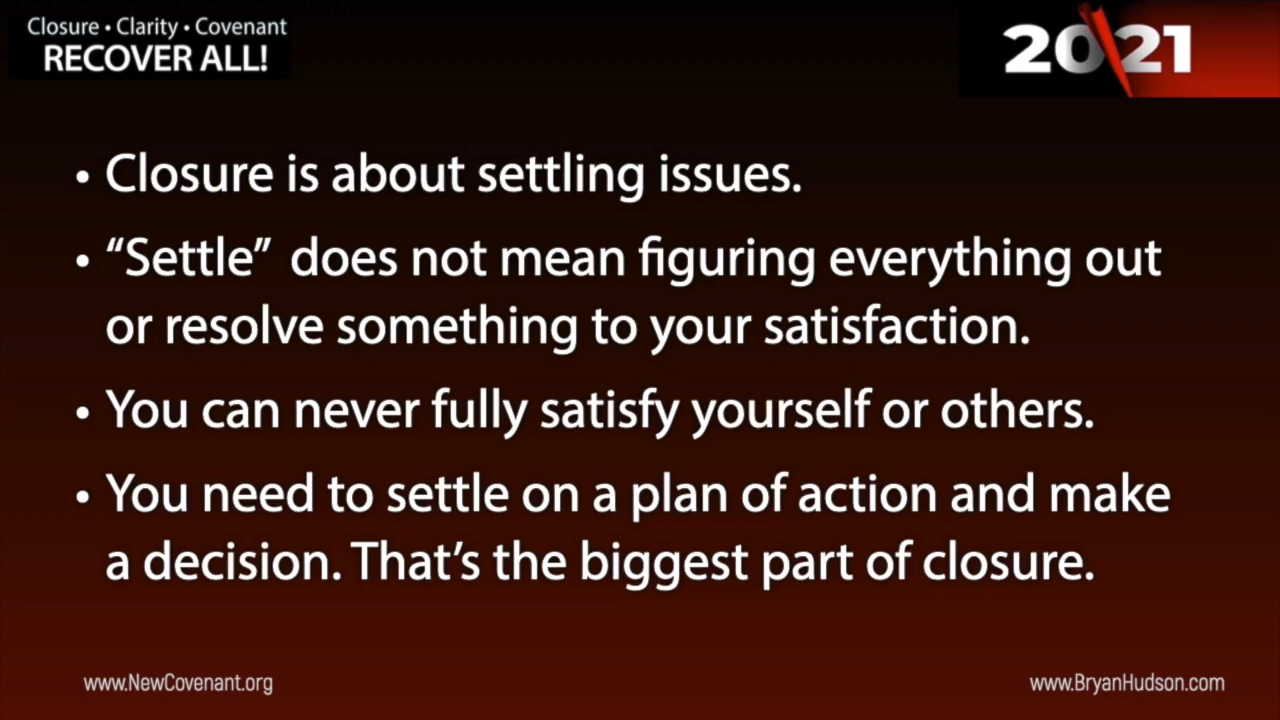 Closure • Clarity • Covenant
RECOVER ALL!
2021
• Closure is about settling issues.
• “Settle” does not mean figuring everything out
or resolve something to your satisfaction.
• You can never fully satisfy yourself or others.
• You need to settle on a plan of action and make
a decision. That’s the biggest part of closure.
www.NewCovenant.org
www.BryanHudson.com